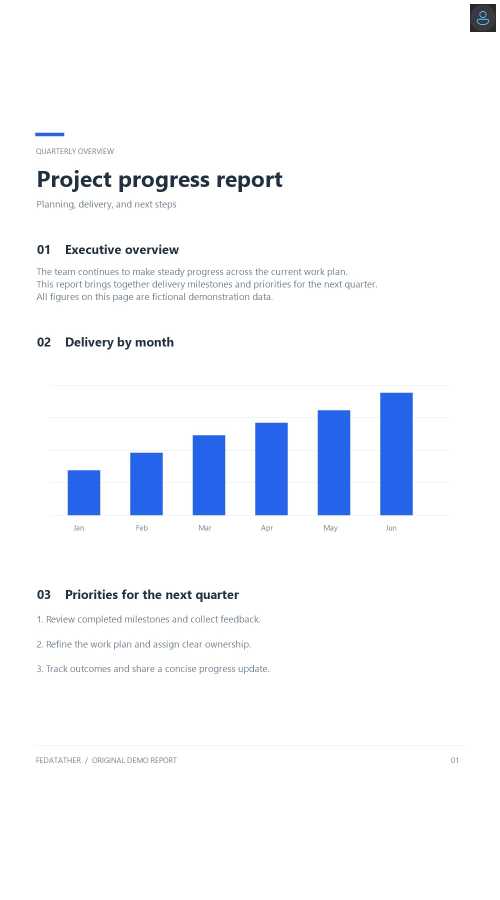 QUARTERLY OVERVIEW
Project progress report
Planning, delivery, and next steps
01 Executive overview
The team continues to make steady progress across the current work plan.
This report brings together delivery milestones and priorities for the next quarter.
All figures on this page are fictional demonstration data.
02 Delivery by month
Jan Feb Mar Apr May Jun
03 Priorities for the next quarter
1. Review completed milestones and collect feedback.
2. Refine the work plan and assign clear ownership.
3. Track outcomes and share a concise progress update.
FEDATATHER / ORIGINAL DEMO REPORT 01